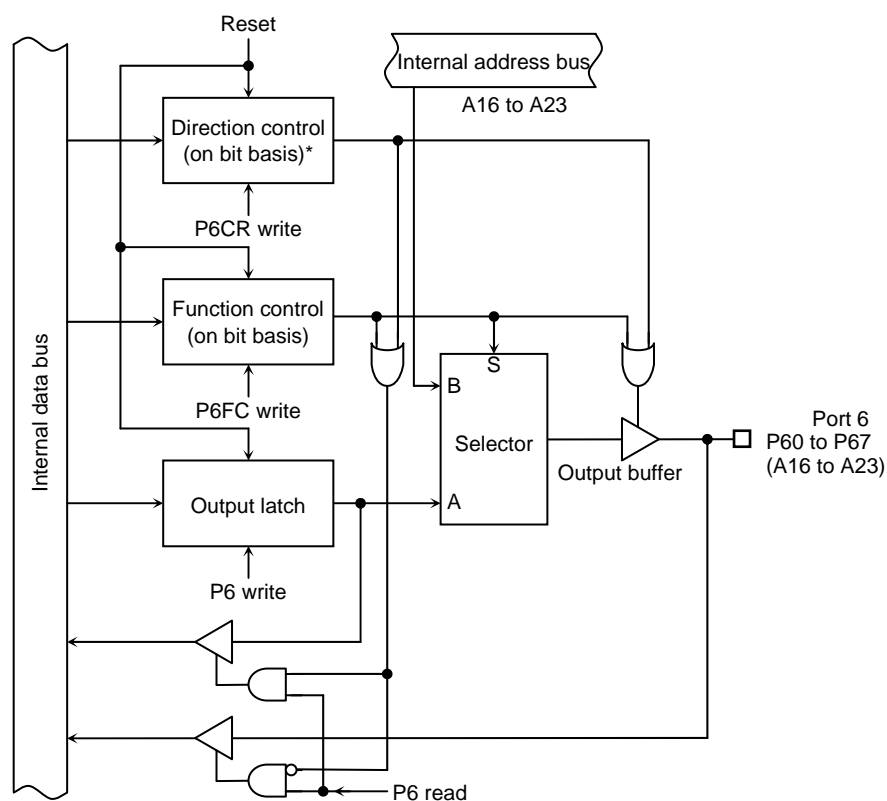 Reset
Internal address bus
A16 to A23
Direction control
(on bit basis)*
P6CR write
Function control
(on bit basis)
P6FC write
Internal data bus
S
B
Selector
A
Output buffer
Port 6
P60 to P67
(A16 to A23)
Output latch
P6 write
P6 read